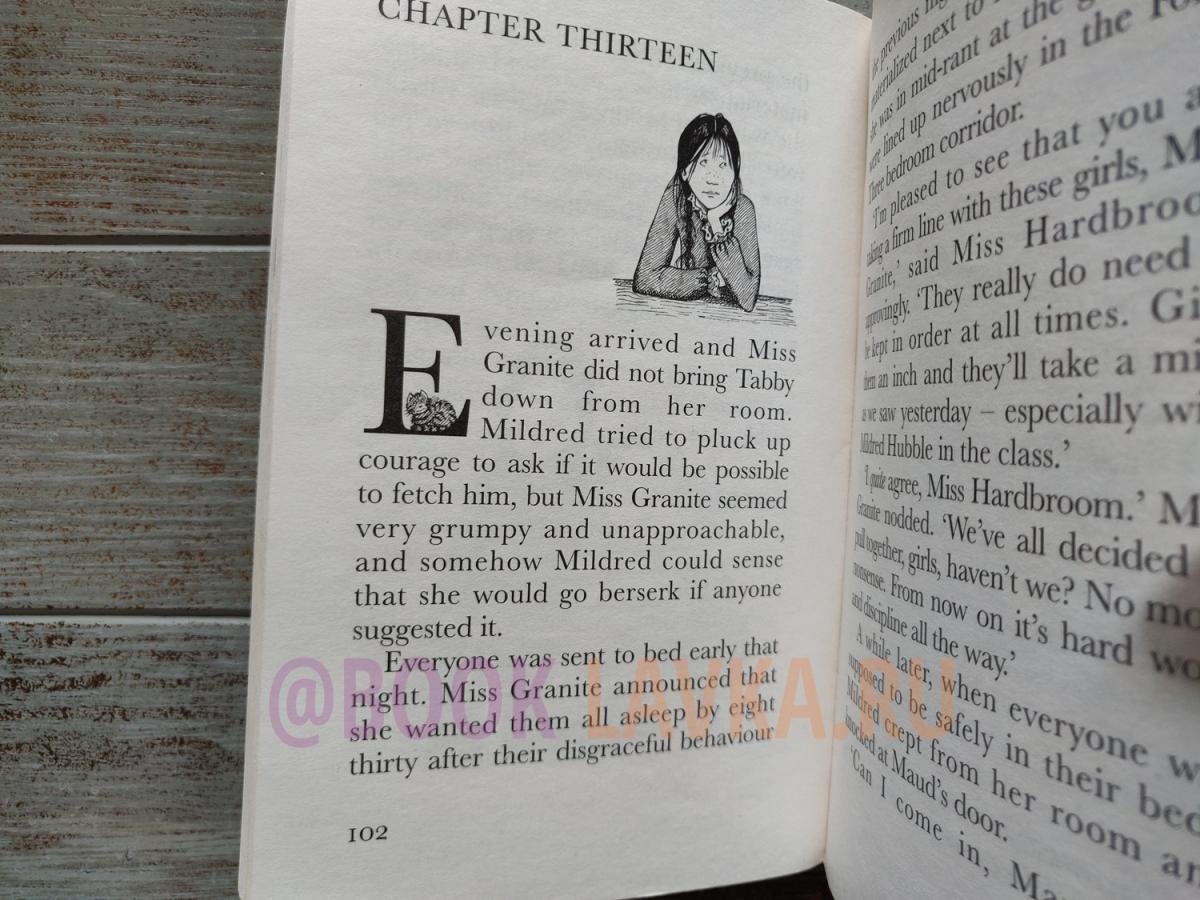 CHAPTER THIRTEEN
Evening arrived and Miss
Granite did not bring Tabby
down from her room.
Mildred tried to pluck up
courage to ask if it would be possible
to fetch him, but Miss Granite seemed
very grumpy and unapproachable,
and somehow Mildred could sense
that she would go berserk if anyone
suggested it.
Everyone was sent to bed early that
night. Miss Granite announced that
she wanted them all asleep by eight
thirty after their disgraceful behaviour
102
the previous
materialized next to
she was in mid-rant at the
were lined up nervously in the
Three bedroom corridor.
‘I’m pleased to see that you
taking a firm line with these girls,
Granite,’ said Miss Hardbroo
approvingly. ‘They really do need
be kept in order at all times. Gi
them an inch and they’ll take a mi
as we saw yesterday – especially wi
Mildred Hubble in the class.’
‘I quite agree, Miss Hardbroom.’ M
Granite nodded. ‘We’ve all decided
pull together, girls, haven’t we? No mo
nonsense. From now on it’s hard wo
and discipline all the way.’
A while later, when everyone w
supposed to be safely in their bed
Mildred crept from her room an
knocked at Maud’s door.
‘Can I come in, Ma
@BOOK LAVKA.RU